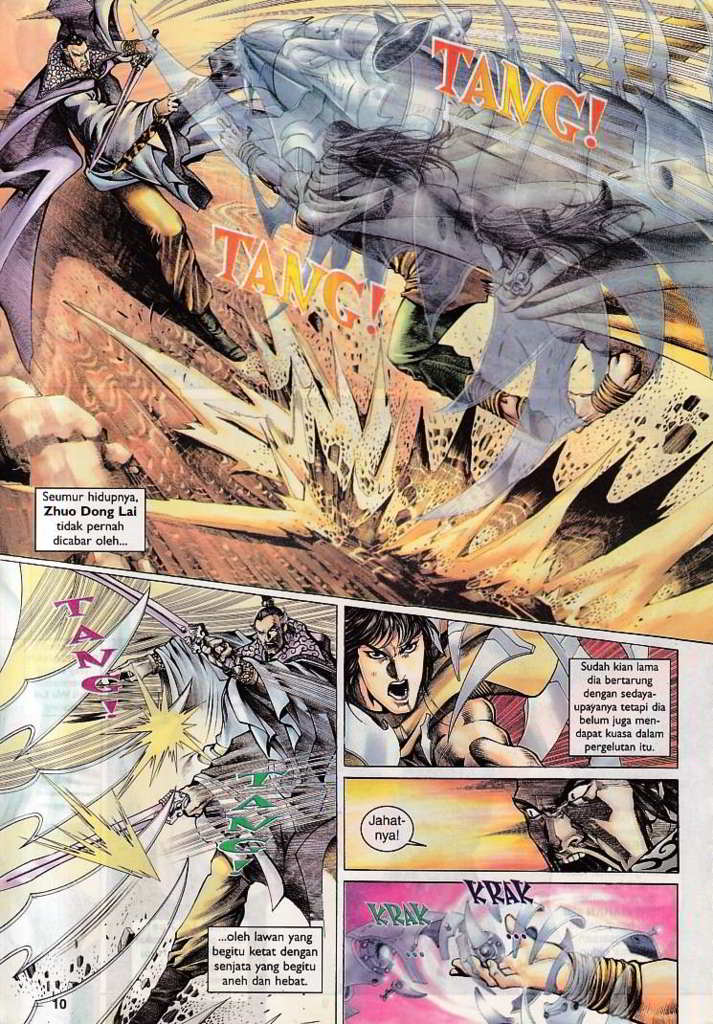 TANG!
TANG!
Seumur hidupnya,
Zhuo Dong Lai
tidak pernah
dicabar oleh...
TANG!
TANG!
...oleh lawan yang
begitu ketat dengan
senjata yang begitu
aneh dan hebat.
Sudah kian lama
dia bertarung
dengan sedaya-
upayanya tetapi dia
belum juga men-
dapat kuasa dalam
pergelutan itu.
Jahat-
nya!
KRAK
KRAK
...
...
10